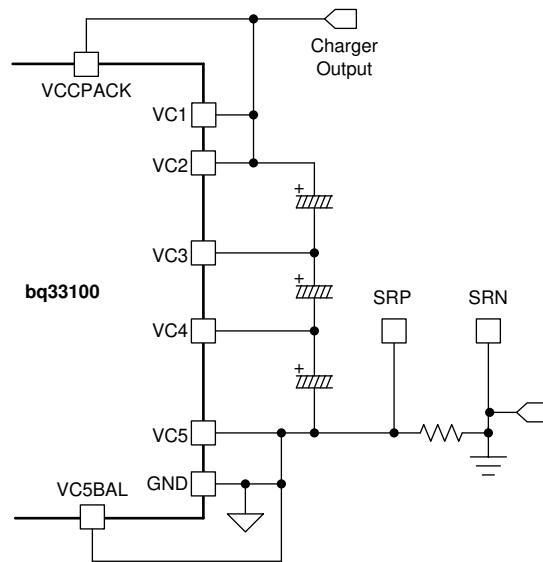 Charger
Output
VCCPACK
VC1
VC2
+
VC3
bq33100
+
SRP
SRN
VC4
+
VC5
VC5BAL
GND